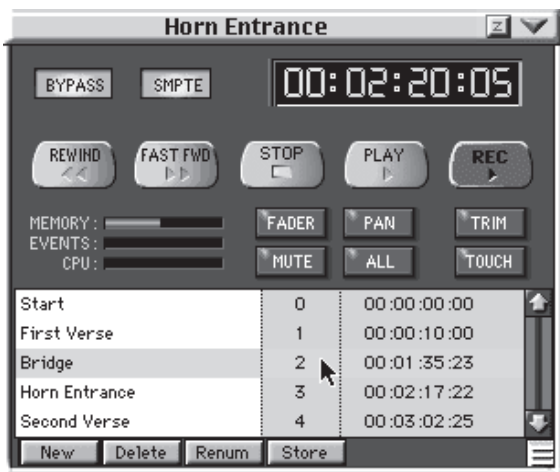 Horn Entrance
Z
BYPASS SMPTE 00:02:20:05
REWIND FAST FWD STOP PLAY REC
MEMORY: FADER PAN TRIM
EVENTS:
CPU: MUTE ALL TOUCH
Start 0 00:00:00:00
First Verse 1 00:00:10:00
Bridge 2 00:01:35:23
Horn Entrance 3 00:02:17:22
Second Verse 4 00:03:02:25
New Delete Renum Store